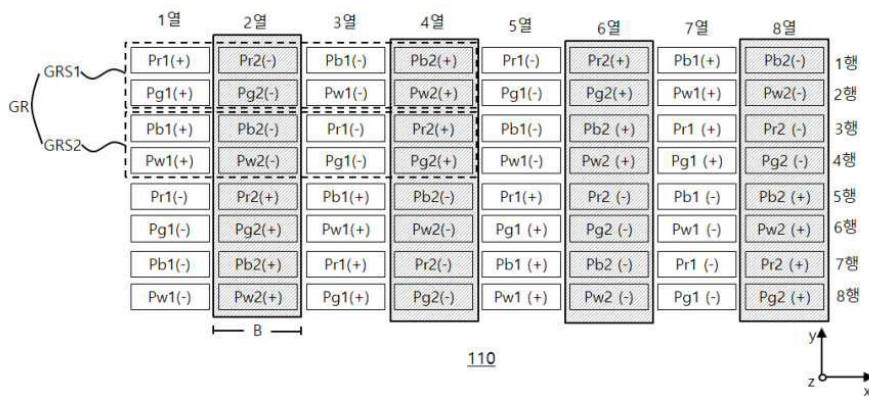 1열 2열 3열 4열 5열 6열 7열 8열
Pr1(+) Pr2(-) Pb1(-) Pb2(+) Pr1(-) Pr2(+) Pb1(+) Pb2(-) 1행
GRS1
Pg1(+) Pg2(-) Pw1(-) Pw2(+) Pg1(-) Pg2(+) Pw1(+) Pw2(-) 2행
GR
Pb1(+) Pb2(-) Pr1(-) Pr2(+) Pb1(-) Pb2 (+) Pr1 (+) Pr2 (-) 3행
GRS2
Pw1(+) Pw2(-) Pg1(-) Pg2(+) Pw1(-) Pw2 (+) Pg1 (+) Pg2 (-) 4행
Pr1(-) Pr2(+) Pb1(+) Pb2(-) Pr1(+) Pr2 (-) Pb1 (-) Pb2 (+) 5행
Pg1(-) Pg2(+) Pw1(+) Pw2(-) Pg1 (+) Pg2 (-) Pw1 (-) Pw2 (+) 6행
Pb1(-) Pb2(+) Pr1(+) Pr2(-) Pb1 (+) Pb2 (-) Pr1 (-) Pr2 (+) 7행
Pw1(-) Pw2(+) Pg1(+) Pg2(-) Pw1 (+) Pw2 (-) Pg1 (-) Pg2 (+) 8행
B
110
y
z
x